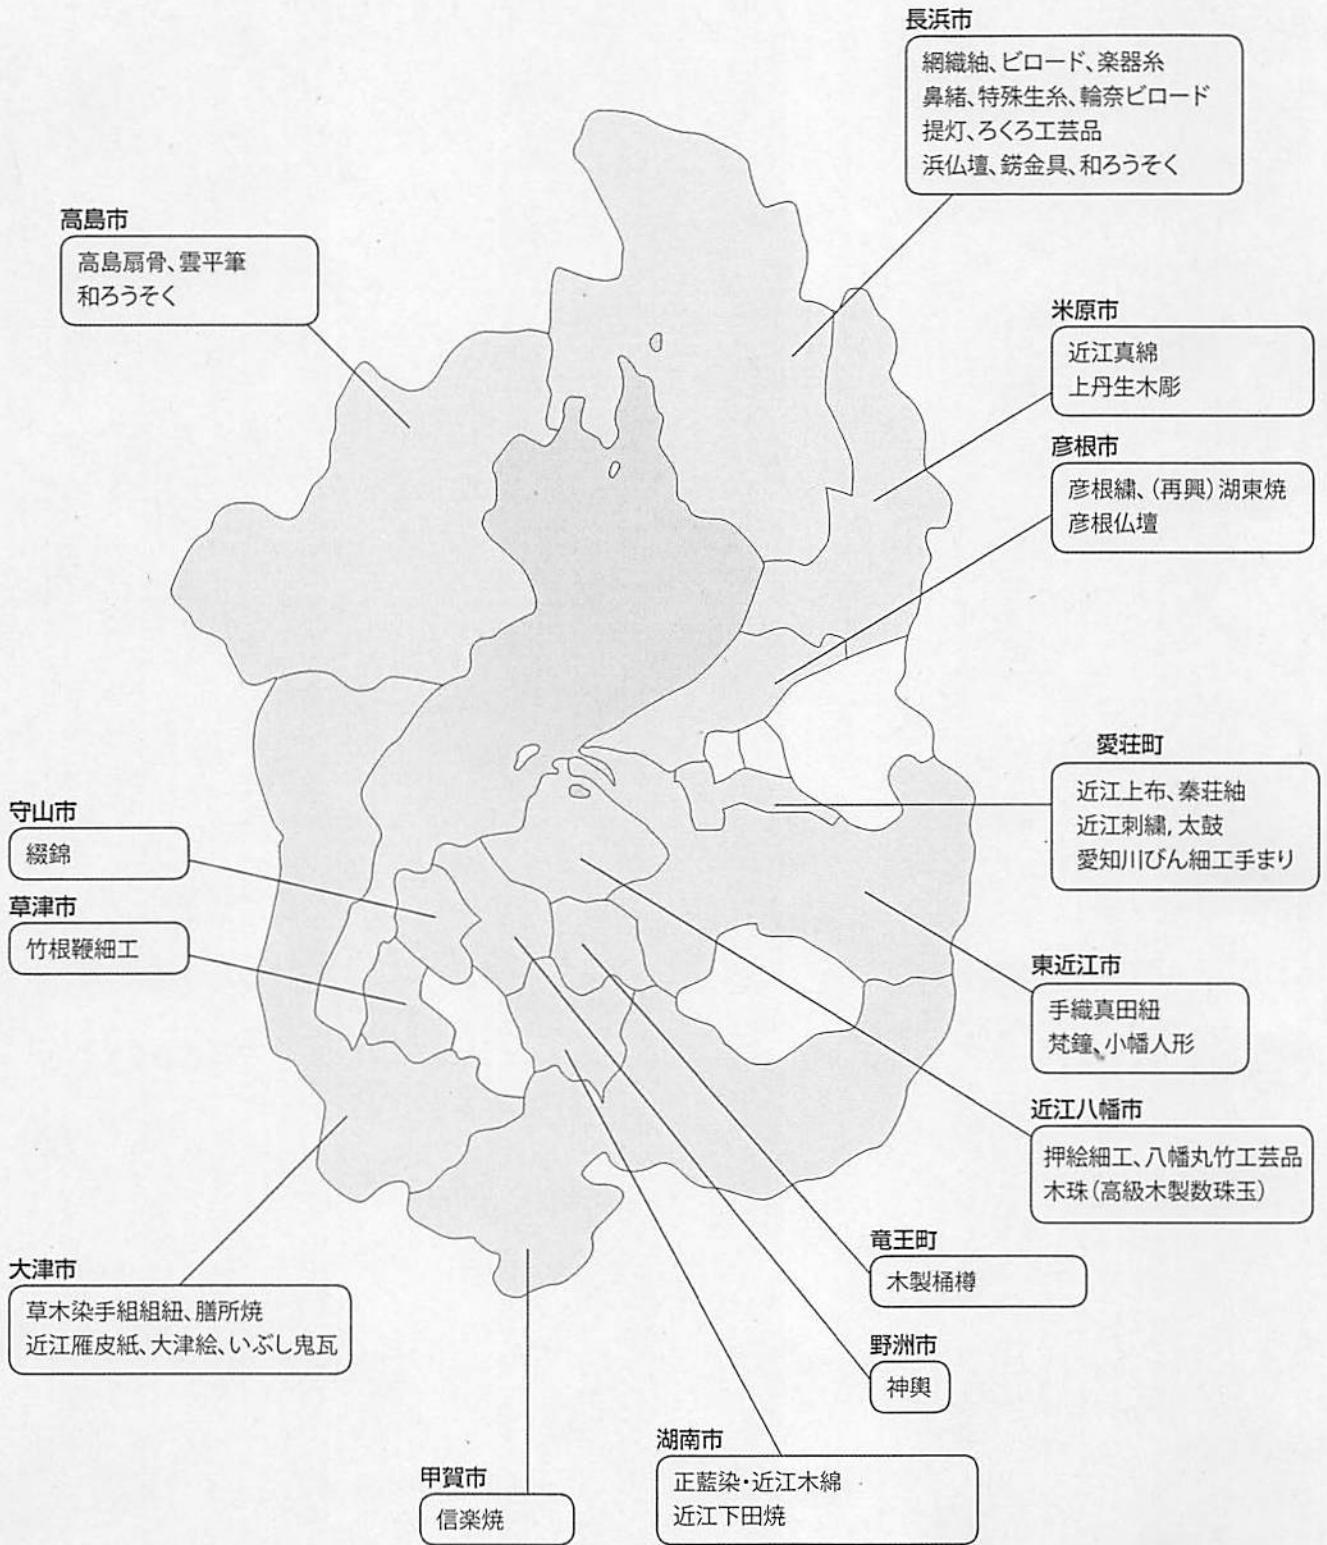 長浜市
網織紬、ビロード、楽器糸
鼻緒、特殊生糸、輪奈ビロード
提灯、ろくろ工芸品
浜仏壇、錺金具、和ろうそく
高島市
高島扇骨、雲平筆
和ろうそく
米原市
近江真綿
上丹生木彫
彦根市
彦根繍、(再興)湖東焼
彦根仏壇
愛荘町
近江上布、秦荘紬
近江刺繍,太鼓
愛知川びん細工手まり
守山市
綴錦
草津市
竹根鞭細工
東近江市
手織真田紐
梵鐘、小幡人形
近江八幡市
押絵細工、八幡丸竹工芸品
木珠(高級木製数珠玉)
竜王町
木製桶樽
大津市
草木染手組組紐、膳所焼
近江雁皮紙、大津絵、いぶし鬼瓦
野洲市
神輿
湖南市
正藍染・近江木綿
近江下田焼
甲賀市
信楽焼